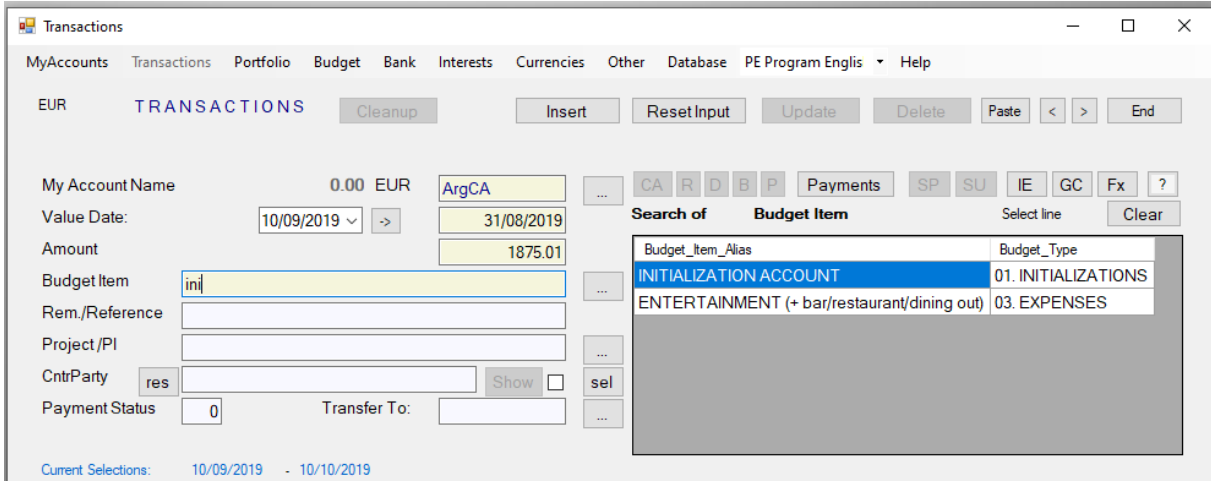 Transactions
MyAccounts Transactions Portfolio Budget Bank Interests Currencies Other Database PE Program Englis Help
EUR TRANSACTIONS Cleanup Insert Reset Input Update Delete Paste < > End
My Account Name 0.00 EUR ArgCA ... CA R D B P Payments SP SU IE GC Fx ?
Value Date: 10/09/2019 -> 31/08/2019 Search of Budget Item Select line Clear
Amount 1875.01 Budget_Item_Alias Budget_Type
Budget Item ini ... INITIALIZATION ACCOUNT 01. INITIALIZATIONS
Rem./Reference ENTERTAINMENT (+ bar/restaurant/dining out) 03. EXPENSES
Project /PI ...
CntrParty res Show sel
Payment Status 0 Transfer To: ...
Current Selections: 10/09/2019 - 10/10/2019